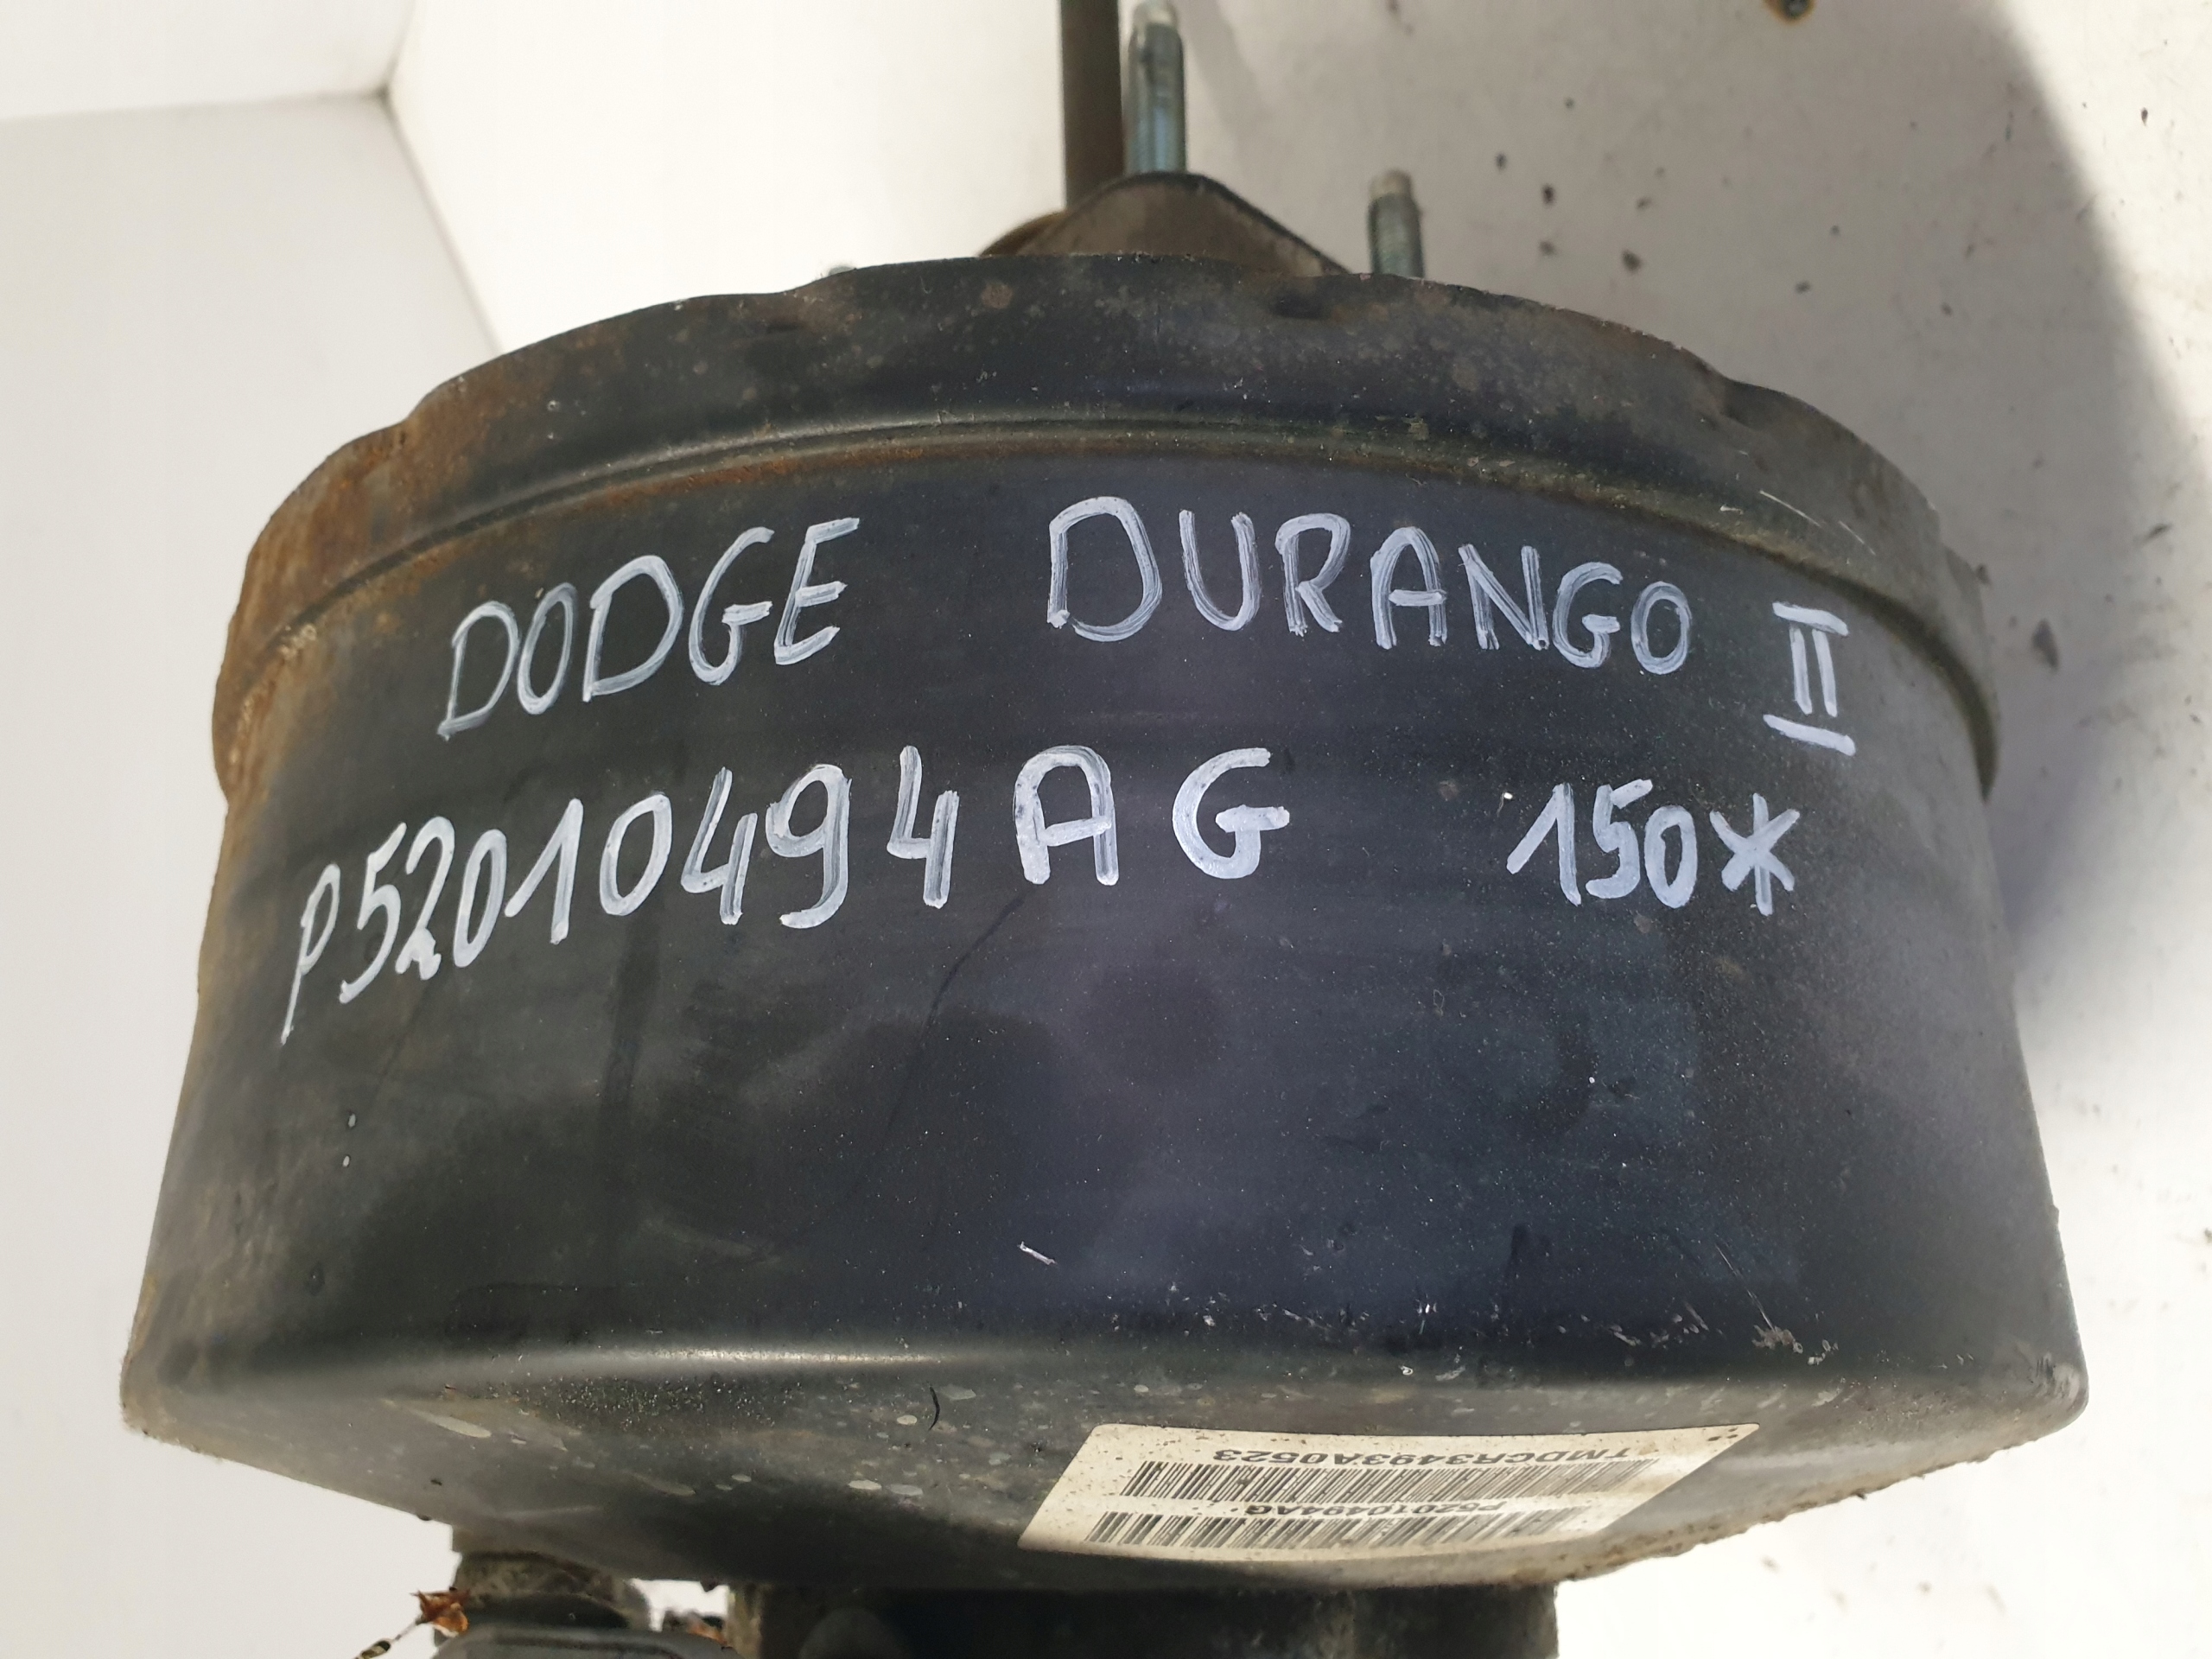 DODGE DURANGO II
P52010494AG 150*
TMDCR3493A0523
P52010494AG